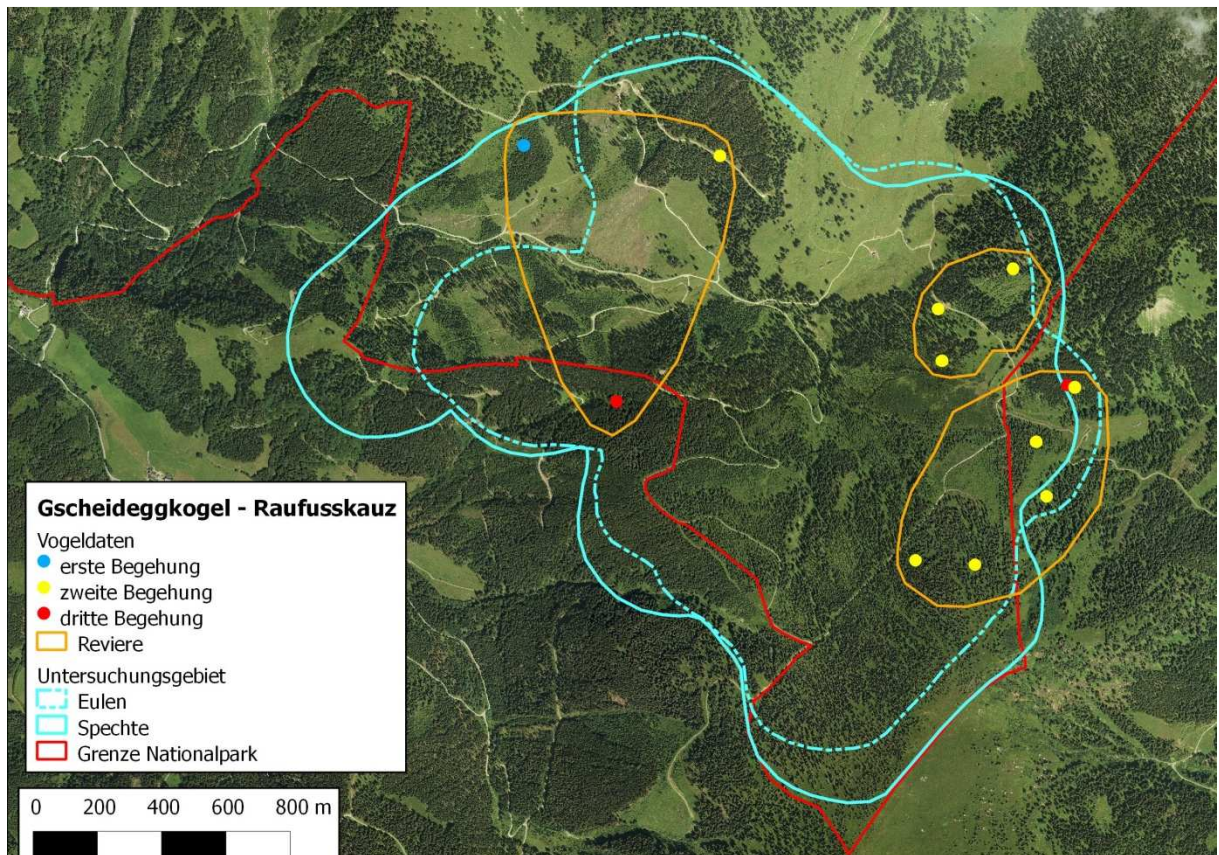 Gscheideggkogel - Raufusskauz
Vogeldaten
erste Begehung
zweite Begehung
dritte Begehung
Reviere
Untersuchungsgebiet
Eulen
Spechte
Grenze Nationalpark
0 200 400 600 800 m